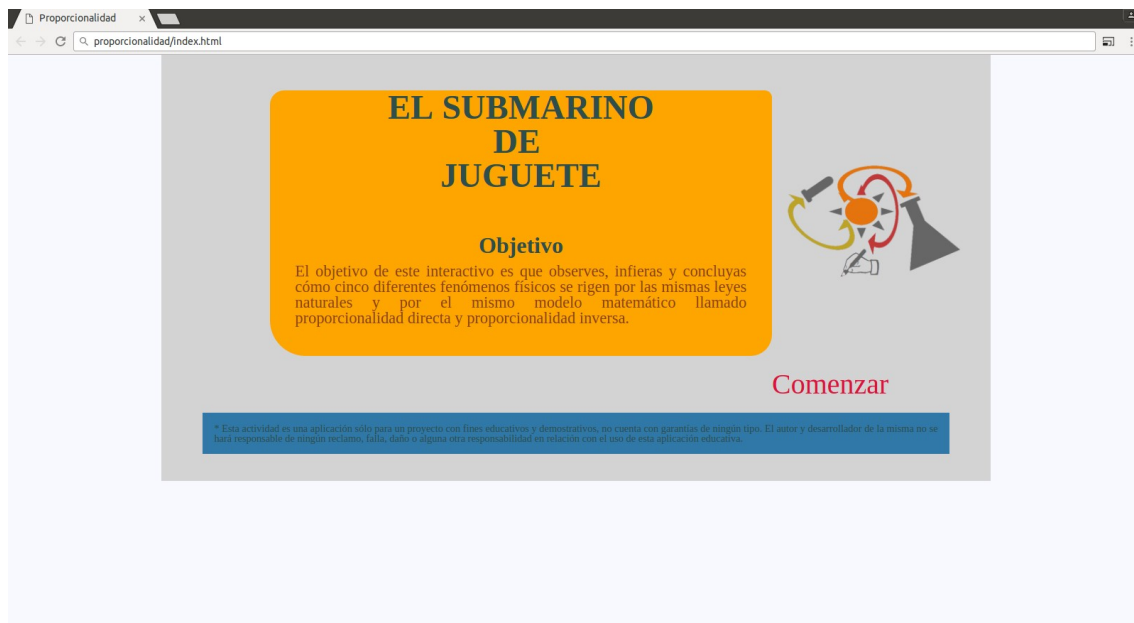 Proporcionalidad
proporcionalidad/index.html
EL SUBMARINO
DE
JUGUETE
Objetivo
El objetivo de este interactivo es que observes, infieras y concluyas
cómo cinco diferentes fenómenos físicos se rigen por las mismas leyes
naturales y por el mismo modelo matemático llamado
proporcionalidad directa y proporcionalidad inversa.
Comenzar
* Esta actividad es una aplicación sólo para un proyecto con fines educativos y demostrativos, no cuenta con garantias de ningún tipo. El autor y desarrollador de la misma no se
hará responsable de ningún reclamo, falla, daño o alguna otra responsabilidad en relación con el uso de esta aplicación educativa.